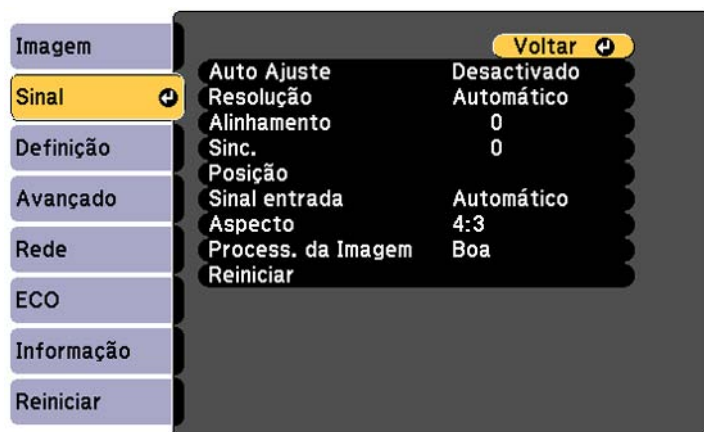 Imagem
Sinal
Definição
Avançado
Rede
ECO
Informação
Reiniciar
Voltar
Auto Ajuste Desactivado
Resolução Automático
Alinhamento 0
Sinc. 0
Posição
Sinal entrada Automático
Aspecto 4:3
Process. da Imagem Boa
Reiniciar